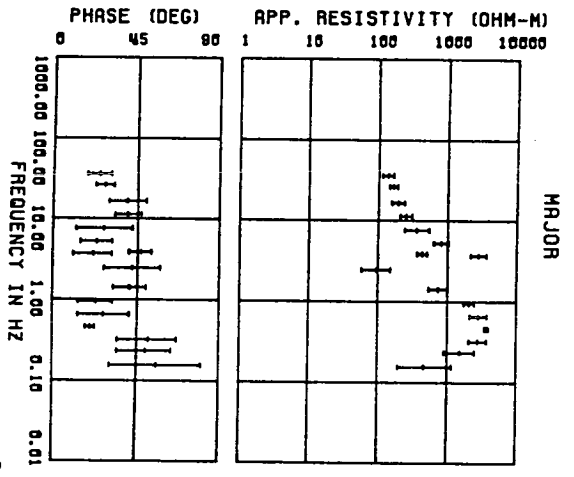 PHASE (DEG) APP. RESISTIVITY (OHM-M)
0 45 90 1 10 100 1000 10000
MAJOR
1000.00 100.00 10.00 1.00 0.10 0.01
FREQUENCY IN HZ